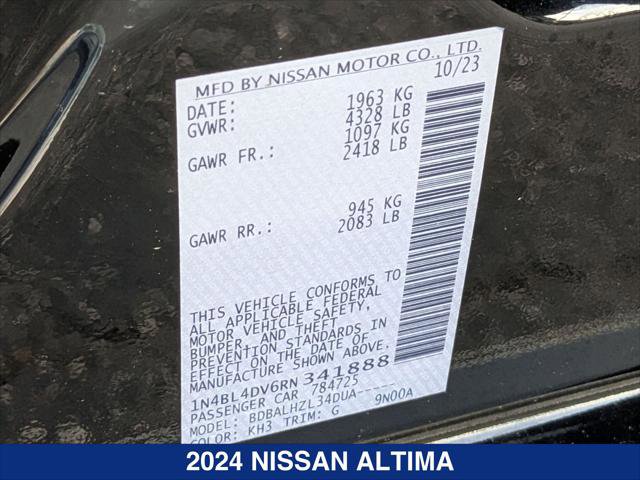 MFD BY NISSAN MOTOR CO., LTD.
DATE: 10/23
GVWR: 1963 KG
4328 LB
GAWR FR.: 1097 KG
2418 LB
GAWR RR.: 945 KG
2083 LB
THIS VEHICLE CONFORMS TO
ALL APPLICABLE FEDERAL
MOTOR VEHICLE SAFETY,
BUMPER, AND THEFT
PREVENTION STANDARDS IN
EFFECT ON THE DATE OF
MANUFACTURE SHOWN ABOVE.
1N4BL4DV6RN341888
PASSENGER CAR 784725
MODEL: BDBALHZL34DUA-----
COLOR: KH3 TRIM: G 9N00A
2024 NISSAN ALTIMA